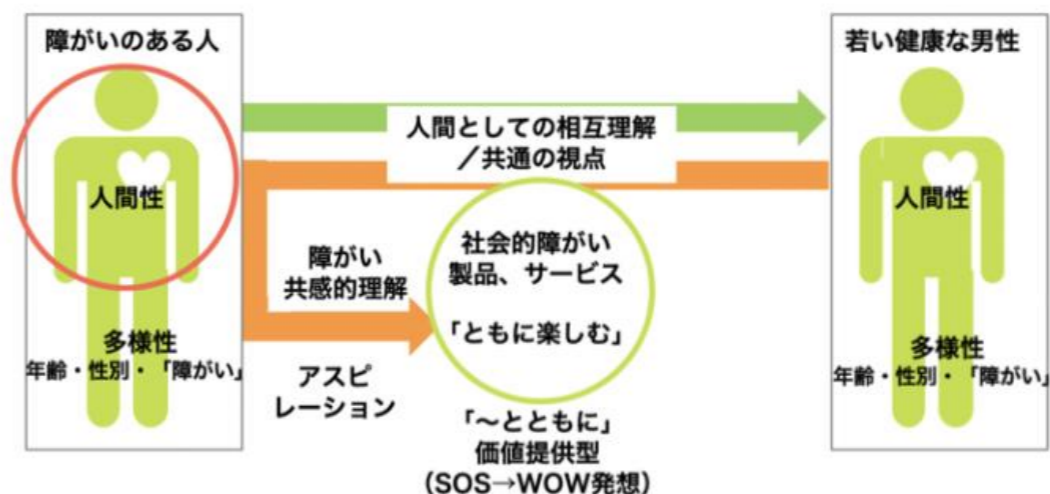 障がいのある人
人間性
多様性
年齢・性別・「障がい」
人間としての相互理解
／共通の視点
障がい
共感的理解
アスピ
レーション
社会的障がい
製品、サービス
「ともに楽しむ」
「〜とともに」
価値提供型
（SOS→WOW発想）
若い健康な男性
人間性
多様性
年齢・性別・「障がい」